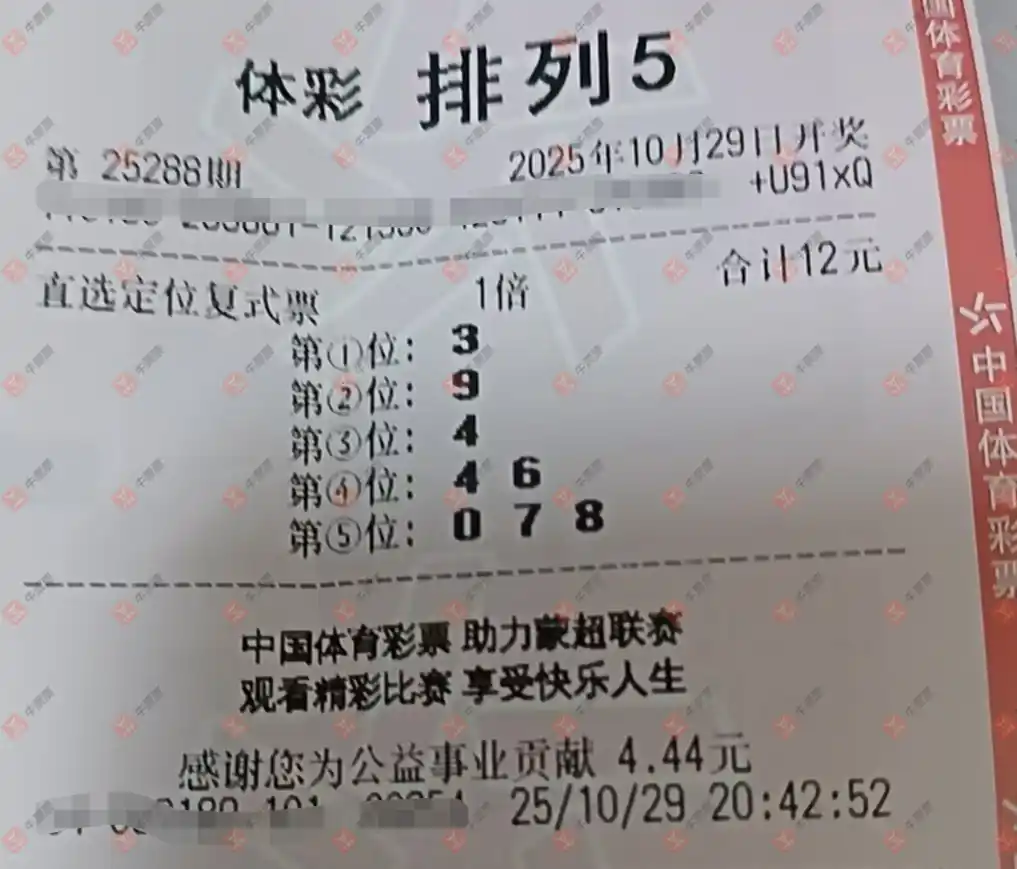 体彩 排列5
第 25288期 2025年10月29日开奖
+U91xQ
直选定位复式票 1倍 合计12元
第①位: 3
第②位: 9
第③位: 4
第④位: 4 6
第⑤位: 0 7 8
中国体育彩票 助力蒙超联赛
观看精彩比赛 享受快乐人生
感谢您为公益事业贡献 4.44元
25/10/29 20:42:52
国体育彩票
中国体育彩票